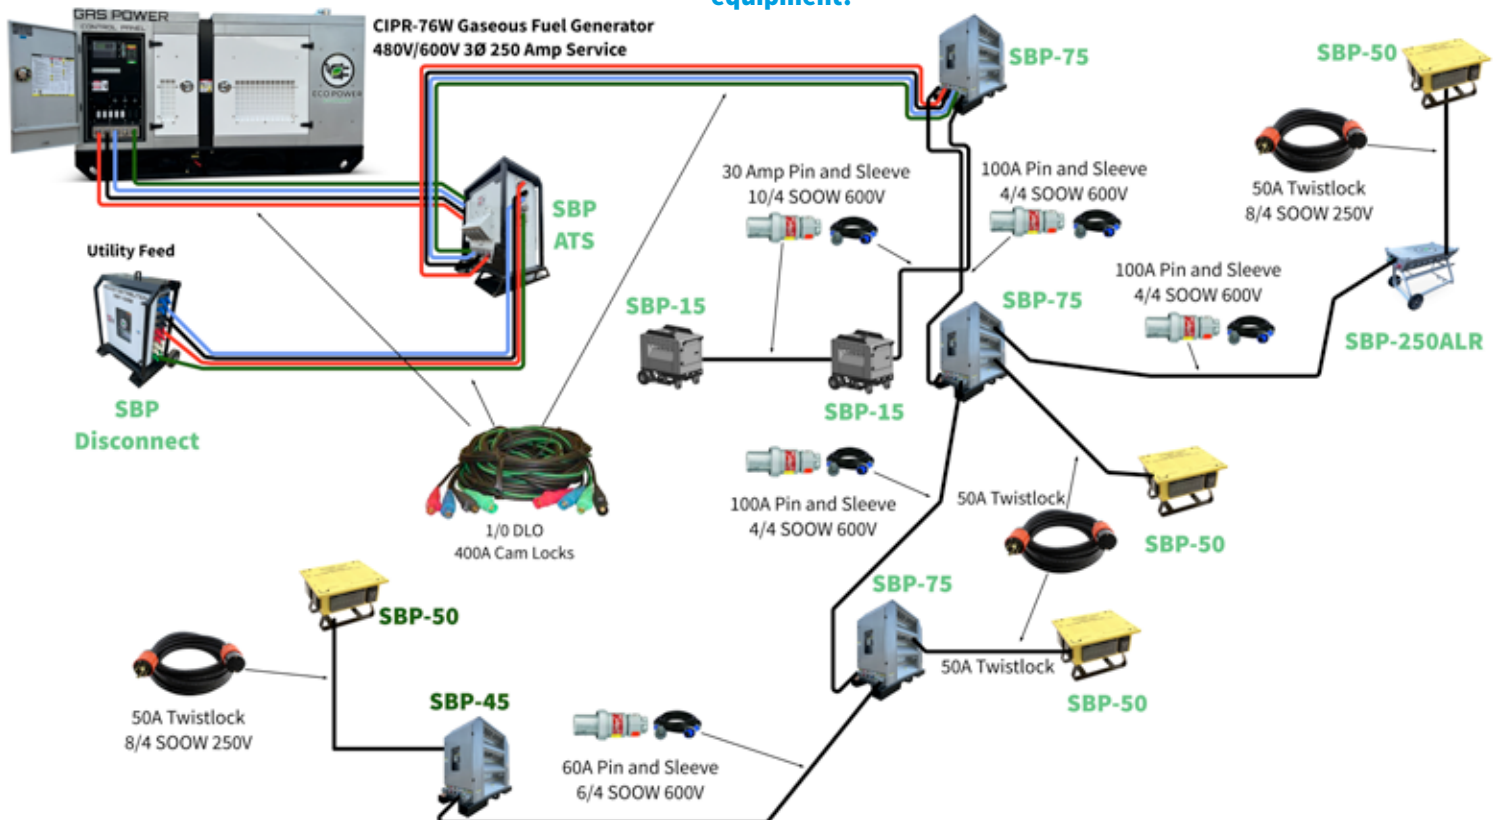 equipment.
GAS POWER
CONTROL PANEL
CIPR-76W Gaseous Fuel Generator
480V/600V 3Ø 250 Amp Service
ECO POWER
SBP-75
SBP-50
30 Amp Pin and Sleeve
10/4 SOOW 600V
100A Pin and Sleeve
4/4 SOOW 600V
50A Twistlock
8/4 SOOW 250V
SBP
ATS
Utility Feed
100A Pin and Sleeve
4/4 SOOW 600V
SBP-15
SBP-75
SBP-250ALR
SBP-15
SBP
Disconnect
100A Pin and Sleeve
4/4 SOOW 600V
50A Twistlock
1/0 DLO
400A Cam Locks
SBP-50
SBP-75
SBP-50
50A Twistlock
SBP-50
SBP-45
50A Twistlock
8/4 SOOW 250V
60A Pin and Sleeve
6/4 SOOW 600V